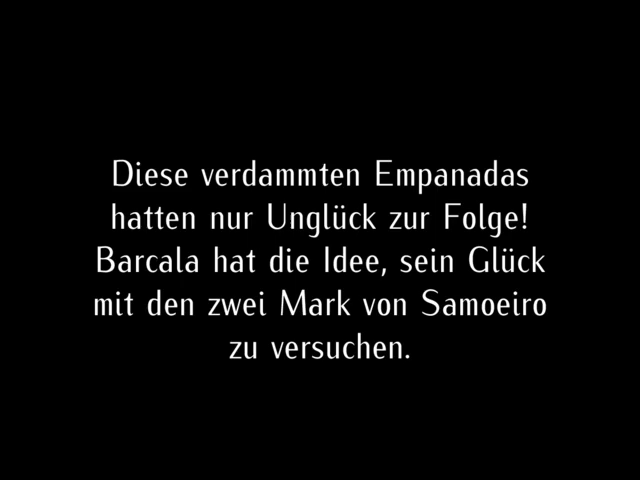 Diese verdammten Empanadas
hatten nur Unglück zur Folge!
Barcala hat die Idee, sein Glück
mit den zwei Mark von Samoeiro
zu versuchen.